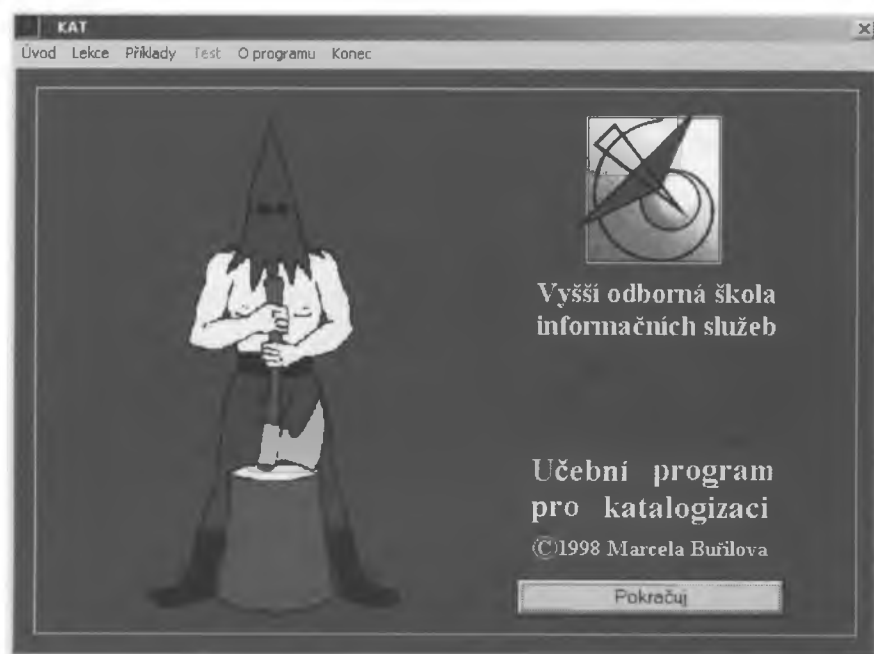 KAT
Úvod Lekce Příklady Test O programu Konec
Vyšší odborná škola
informačních služeb
Učební program
pro katalogizaci
©1998 Marcela Buřilova
Pokračuj